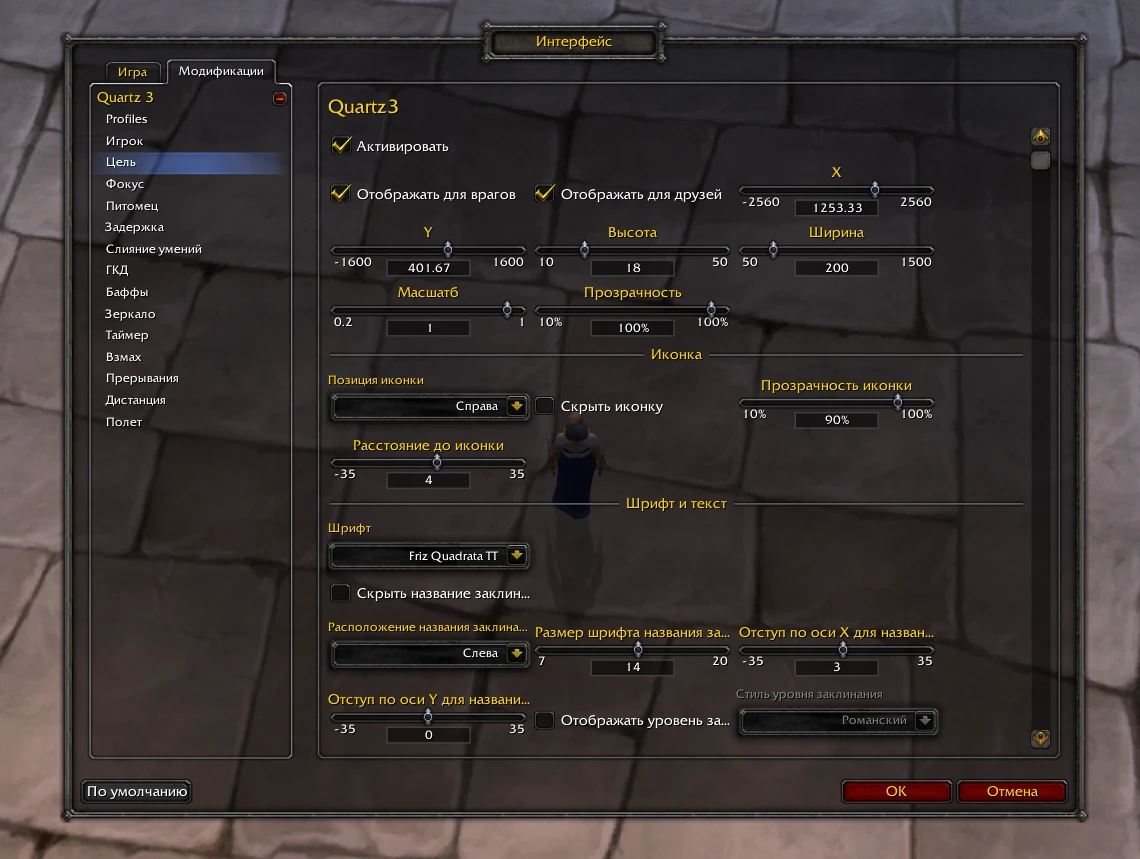 Интерфейс
Игра
Модификации
Quartz 3
Profiles
Игрок
Цель
Фокус
Питомец
Задержка
Слияние умений
ГКД
Баффы
Зеркало
Таймер
Взмах
Прерывания
Дистанция
Полет
Quartz3
Активировать
X
Отображать для врагов
Отображать для друзей
-2560 1253.33 2560
Y
Высота
Ширина
-1600 401.67 1600
10 18 50
50 200 1500
Масшатб
Прозрачность
0.2 1 1
10% 100% 100%
Иконка
Позиция иконки
Прозрачность иконки
Справа
Скрыть иконку
10% 90% 100%
Расстояние до иконки
-35 4 35
Шрифт и текст
Шрифт
Friz Quadrata TT
Скрыть название заклин...
Расположение названия заклина...
Размер шрифта названия за...
Отступ по оси X для назван...
Слева
7 14 20
-35 3 35
Отступ по оси Y для названи...
Стиль уровня заклинания
-35 0 35
Отображать уровень за...
Романский
По умолчанию
ОК
Отмена